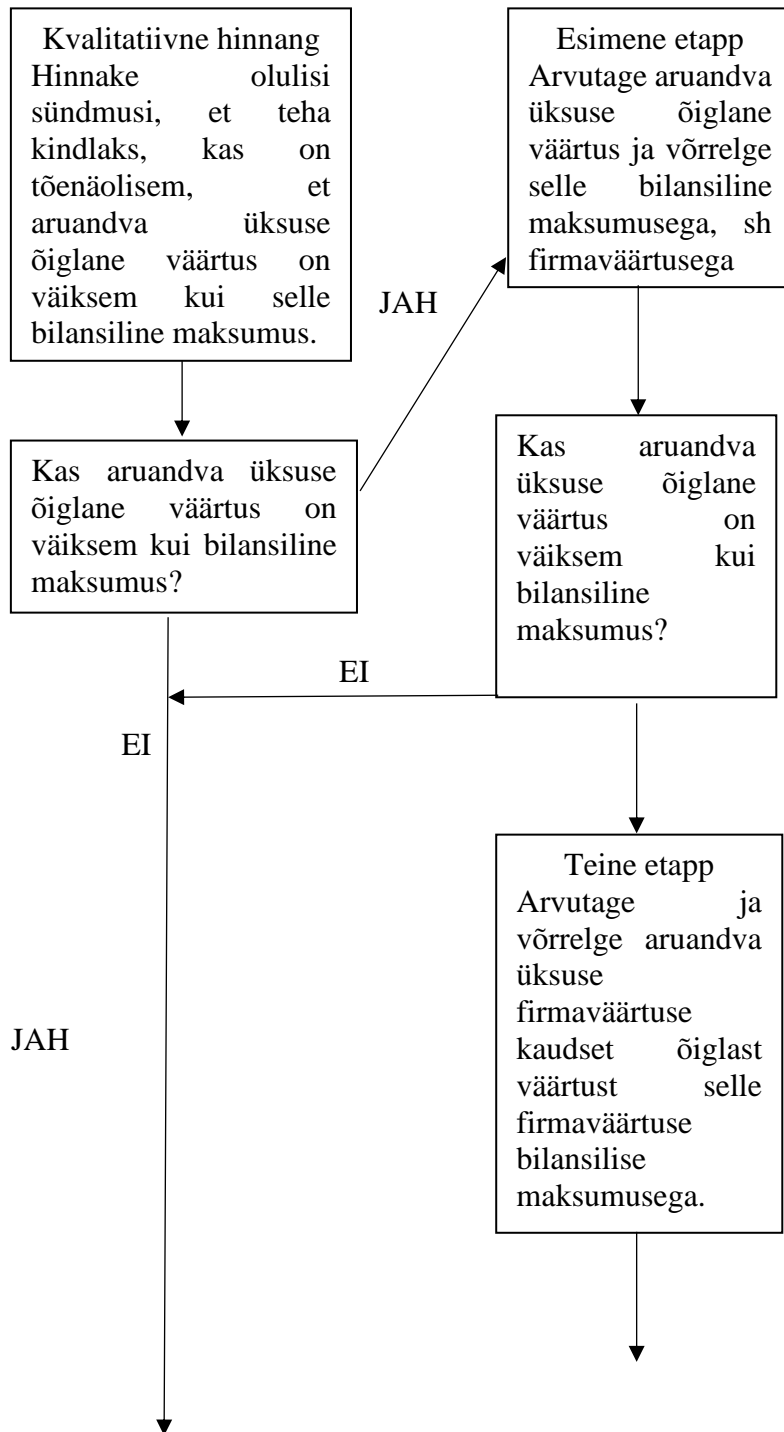 Kvalitatiivne hinnang
Hinnake olulisi
sündmusi, et teha
kindlaks, kas on
tõenäolisem, et
aruandva üksuse
õiglane väärtus on
väiksem kui selle
bilansiline maksumus.
Kas aruandva üksuse
õiglane väärtus on
väiksem kui bilansiline
maksumus?
JAH
Esimene etapp
Arvutage aruandva
üksuse õiglane
väärtus ja võrrelge
selle bilansiline
maksumusega, sh
firmaväärtusega
Kas aruandva
üksuse õiglane
väärtus on
väiksem kui
bilansiline
maksumus?
EI
EI
Teine etapp
Arvutage ja
võrrelge aruandva
üksuse
firmaväärtuse
kaudset õiglast
väärtust selle
firmaväärtuse
bilansilise
maksumusega.
JAH